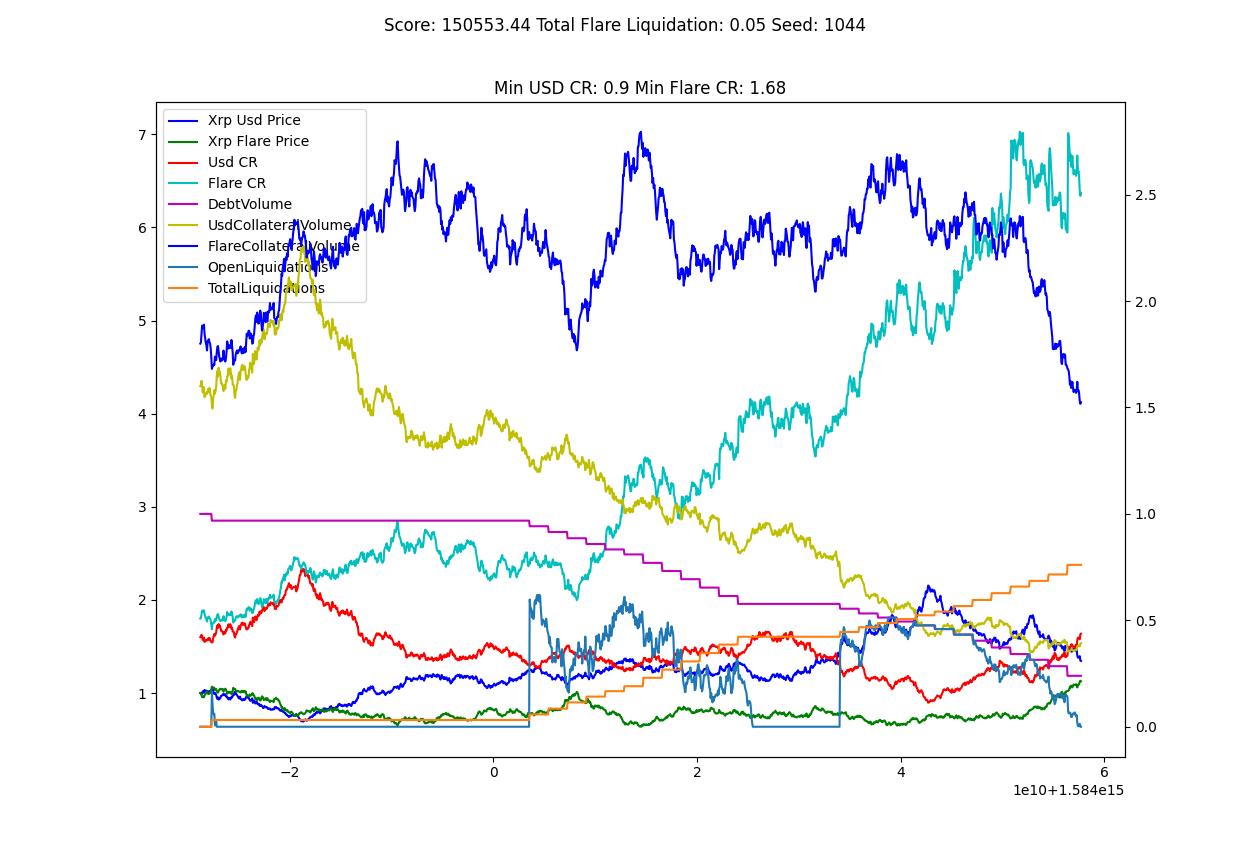 Score: 150553.44 Total Flare Liquidation: 0.05 Seed: 1044
Min USD CR: 0.9 Min Flare CR: 1.68
Xrp Usd Price
Xrp Flare Price
Usd CR
Flare CR
DebtVolume
UsdCollateralVolume
FlareCollateralVolume
OpenLiquidations
TotalLiquidations
7
6
5
4
3
2
1
2.5
2.0
1.5
1.0
0.5
0.0
−2 0 2 4 6
1e10+1.584e15